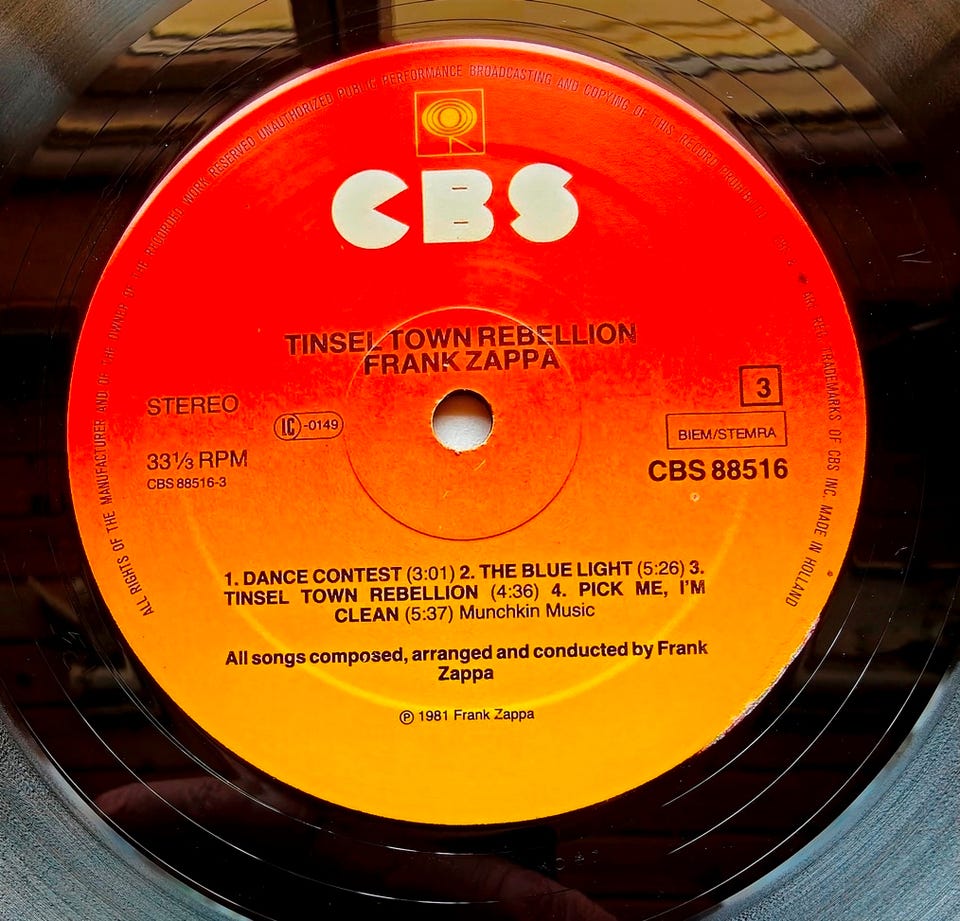 ALL RIGHTS OF THE MANUFACTURER AND OF THE OWNER OF THE RECORDED WORK RESERVED UNAUTHORIZED PUBLIC PERFORMANCE BROADCASTING AND COPYING OF THIS RECORD PROHIBITED
ARE REG. TRADEMARKS OF CBS INC. MADE IN HOLLAND
CBS
TINSEL TOWN REBELLION
FRANK ZAPPA
STEREO
LC-0149
33⅓ RPM
CBS 88516-3
3
BIEM/STEMRA
CBS 88516
1. DANCE CONTEST (3:01) 2. THE BLUE LIGHT (5:26) 3.
TINSEL TOWN REBELLION (4:36) 4. PICK ME, I'M
CLEAN (5:37) Munchkin Music
All songs composed, arranged and conducted by Frank
Zappa
℗ 1981 Frank Zappa